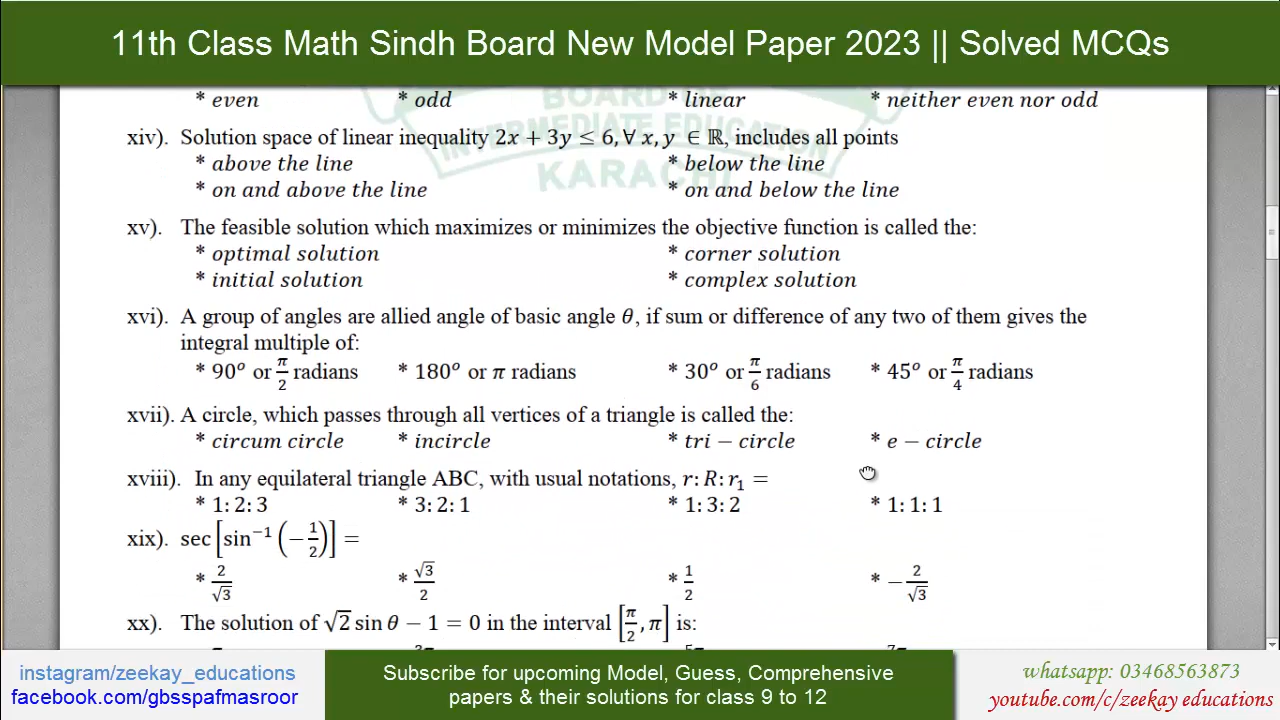 11th Class Math Sindh Board New Model Paper 2023 || Solved MCQs
BOARD OF
INTERMEDIATE EDUCATION
KARACHI
* even * odd * linear * neither even nor odd
xiv). Solution space of linear inequality 2x + 3y ≤ 6, ∀ x, y ∈ ℝ, includes all points
* above the line * below the line
* on and above the line * on and below the line
xv). The feasible solution which maximizes or minimizes the objective function is called the:
* optimal solution * corner solution
* initial solution * complex solution
xvi). A group of angles are allied angle of basic angle θ, if sum or difference of any two of them gives the
integral multiple of:
* 90° or π/2 radians * 180° or π radians * 30° or π/6 radians * 45° or π/4 radians
xvii). A circle, which passes through all vertices of a triangle is called the:
* circum circle * incircle * tri − circle * e − circle
xviii). In any equilateral triangle ABC, with usual notations, r: R: r₁ =
* 1: 2: 3 * 3: 2: 1 * 1: 3: 2 * 1: 1: 1
xix). sec [sin⁻¹ (−1/2)] =
* 2/√3 * √3/2 * 1/2 * −2/√3
xx). The solution of √2 sin θ − 1 = 0 in the interval [π/2, π] is:
instagram/zeekay_educations
facebook.com/gbsspafmasroor
Subscribe for upcoming Model, Guess, Comprehensive
papers & their solutions for class 9 to 12
whatsapp: 03468563873
youtube.com/c/zeekay educations